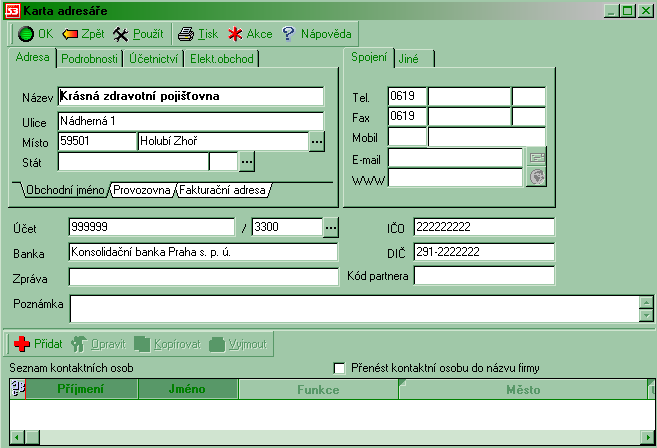 Karta adresáře
OK Zpět Použít Tisk Akce Nápověda
Adresa Podrobnosti Účetnictví Elekt.obchod
Spojení Jiné
Název Krásná zdravotní pojišťovna
Ulice Nádherná 1
Místo 59501 Holubí Zhoř ...
Stát ...
Obchodní jméno Provozovna Fakturační adresa
Tel. 0619
Fax 0619
Mobil
E-mail
WWW
Účet 999999 / 3300 ...
IČO 222222222
Banka Konsolidační banka Praha s. p. ú.
DIČ 291-2222222
Zpráva
Kód partnera
Poznámka
Přidat Opravit Kopírovat Vyjmout
Seznam kontaktních osob
Přenést kontaktní osobu do názvu firmy
Příjmení Jméno Funkce Město